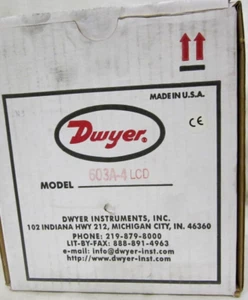 MADE IN U.S.A.
CE
Dwyer®
603A-4 LCD
MODEL
DWYER INSTRUMENTS, INC.
102 INDIANA HWY 212, MICHIGAN CITY, IN. 46360
PHONE: 219-879-8000
LIT-BY-FAX: 888-891-4963
e-mail: info@dwyer-inst.com
http://www.dwyer-inst.com